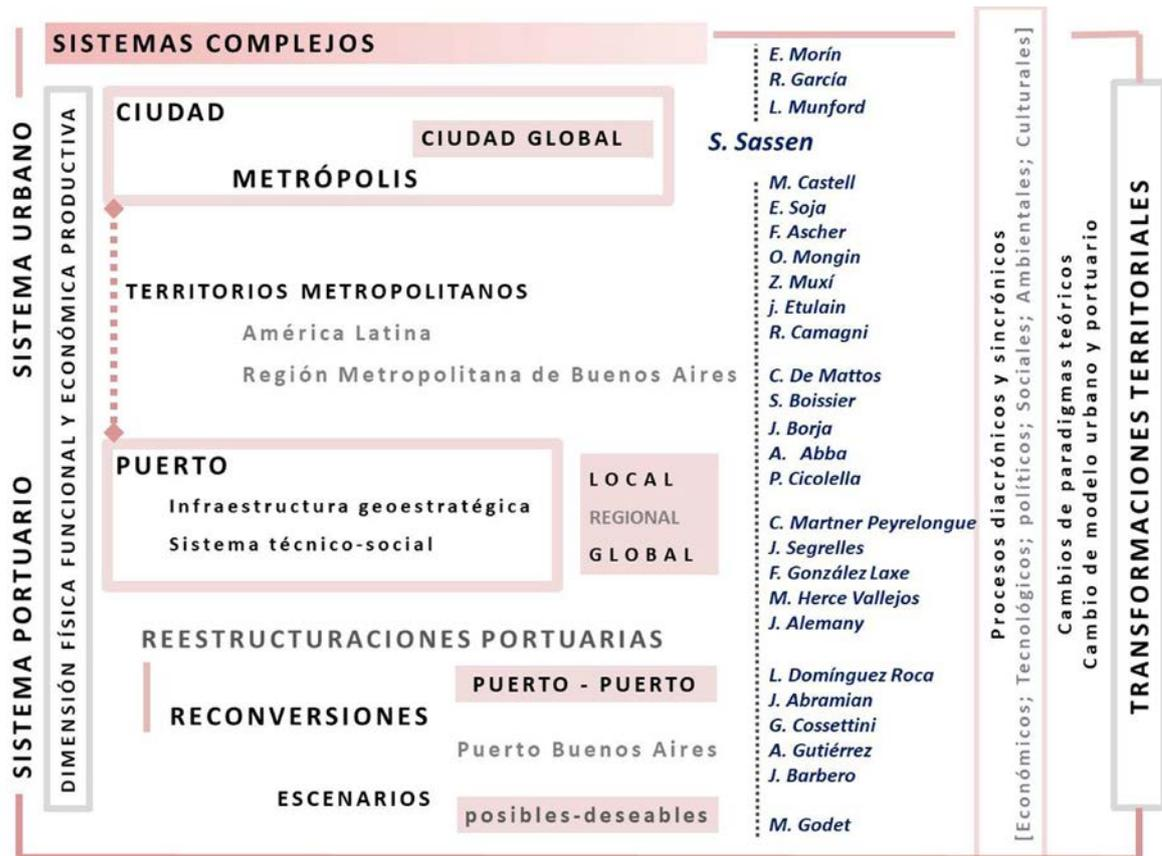 SISTEMAS COMPLEJOS
SISTEMA URBANO
SISTEMA PORTUARIO
DIMENSIÓN FÍSICA FUNCIONAL Y ECONÓMICA PRODUCTIVA
CIUDAD
CIUDAD GLOBAL
METRÓPOLIS
TERRITORIOS METROPOLITANOS
América Latina
Región Metropolitana de Buenos Aires
PUERTO
Infraestructura geoestratégica
Sistema técnico-social
LOCAL
REGIONAL
GLOBAL
REESTRUCTURACIONES PORTUARIAS
PUERTO - PUERTO
RECONVERSIONES
Puerto Buenos Aires
ESCENARIOS
posibles-deseables
E. Morín
R. García
L. Munford
S. Sassen
M. Castell
E. Soja
F. Ascher
O. Mongin
Z. Muxí
j. Etulain
R. Camagni
C. De Mattos
S. Boissier
J. Borja
A. Abba
P. Cicolella
C. Martner Peyrelongue
J. Segrelles
F. González Laxe
M. Herce Vallejos
J. Alemany
L. Domínguez Roca
J. Abramian
G. Cossettini
A. Gutiérrez
J. Barbero
M. Godet
Procesos diacrónicos y sincrónicos
[Económicos; Tecnológicos; políticos; Sociales; Ambientales; Culturales]
Cambios de paradigmas teóricos
Cambio de modelo urbano y portuario
TRANSFORMACIONES TERRITORIALES